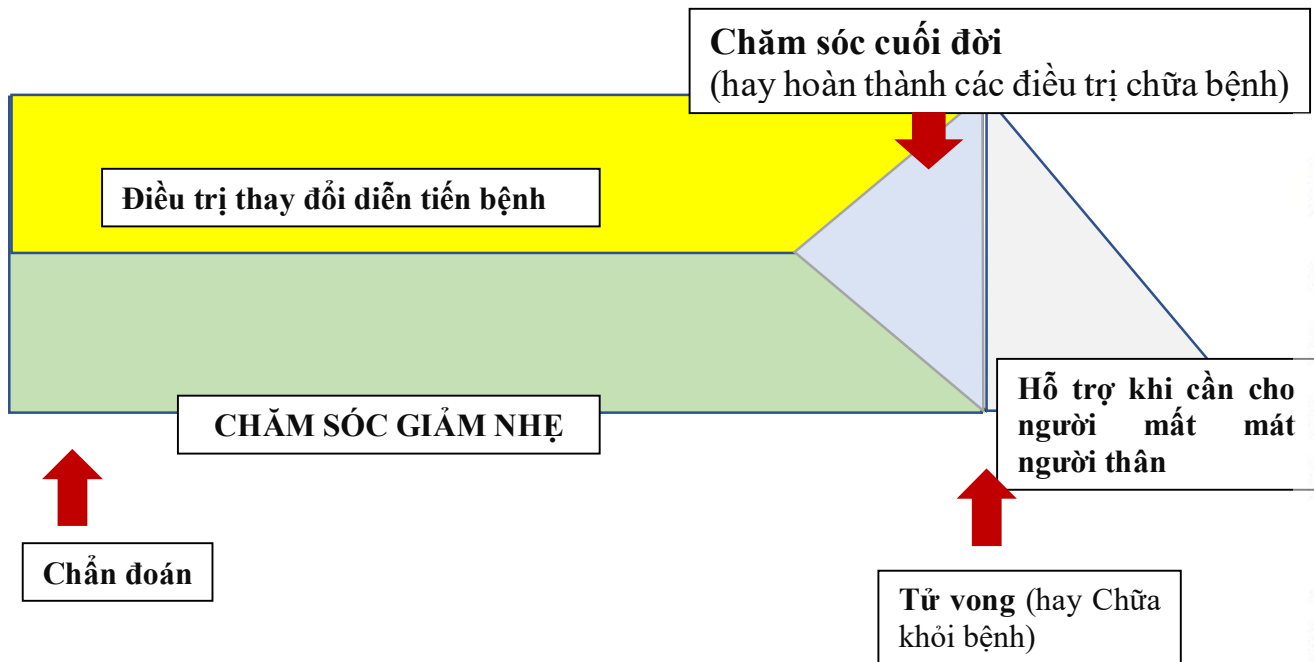 Chăm sóc cuối đời
(hay hoàn thành các điều trị chữa bệnh)
Điều trị thay đổi diễn tiến bệnh
CHĂM SÓC GIẢM NHẸ
Hỗ trợ khi cần cho
người mất mát
người thân
Chẩn đoán
Tử vong (hay Chữa
khỏi bệnh)